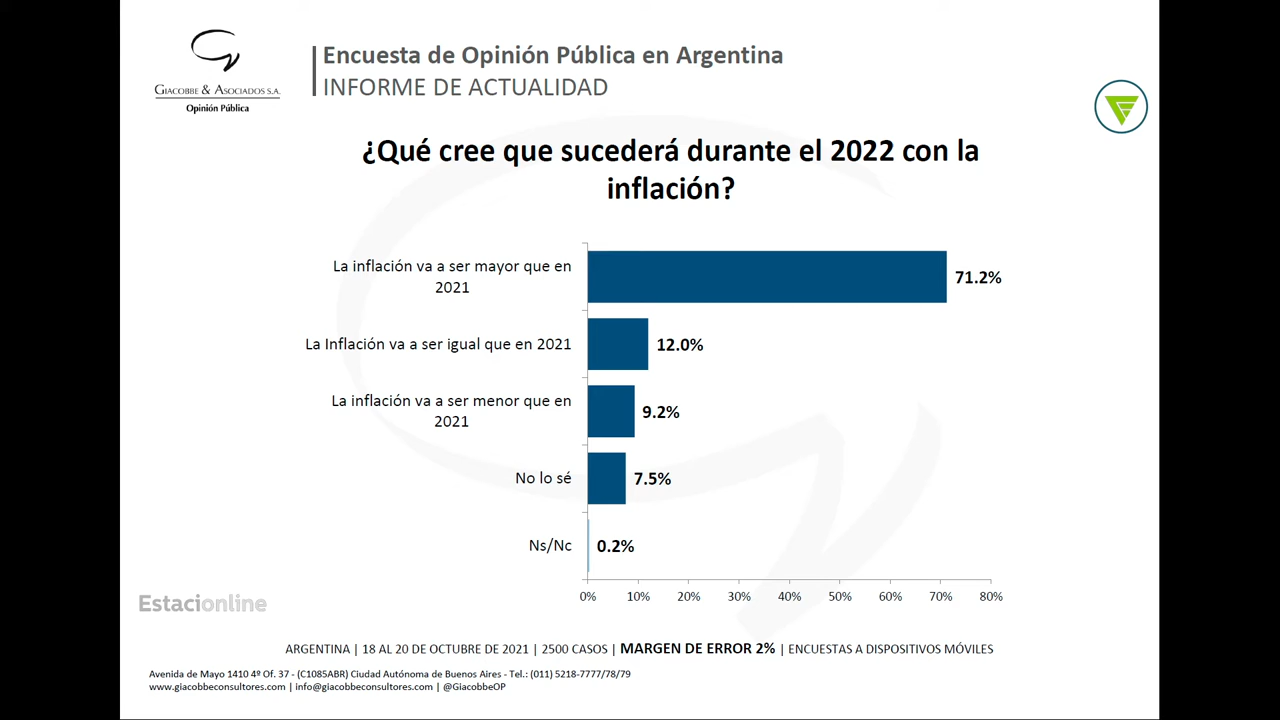 GIACOBBE & ASOCIADOS S.A.
Opinión Pública
Encuesta de Opinión Pública en Argentina
INFORME DE ACTUALIDAD
¿Qué cree que sucederá durante el 2022 con la
inflación?
La inflación va a ser mayor que en
2021
71.2%
La Inflación va a ser igual que en 2021
12.0%
La inflación va a ser menor que en
2021
9.2%
No lo sé
7.5%
Ns/Nc
0.2%
0% 10% 20% 30% 40% 50% 60% 70% 80%
Estacionline
ARGENTINA | 18 AL 20 DE OCTUBRE DE 2021 | 2500 CASOS | MARGEN DE ERROR 2% | ENCUESTAS A DISPOSITIVOS MÓVILES
Avenida de Mayo 1410 4º Of. 37 - (C1085ABR) Ciudad Autónoma de Buenos Aires - Tel.: (011) 5218-7777/78/79
www.giacobbeconsultores.com | info@giacobbeconsultores.com | @GiacobbeOP